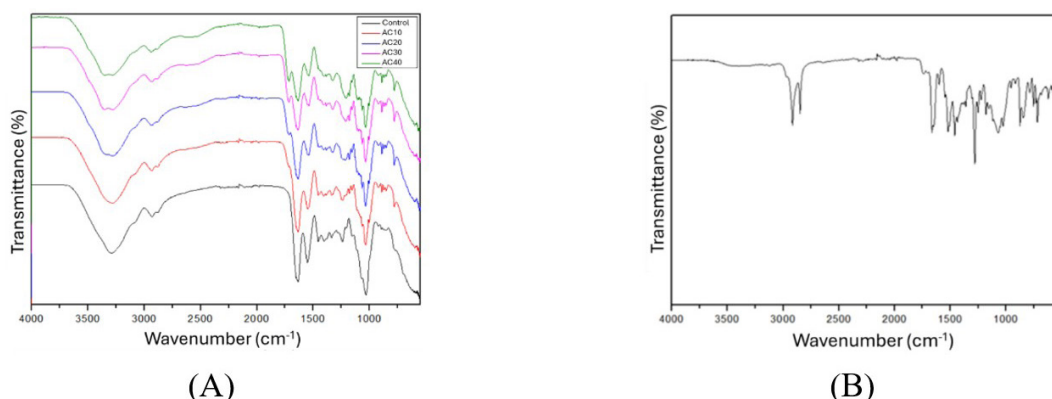 Control
AC10
AC20
AC30
AC40
Transmittance (%)
4000 3500 3000 2500 2000 1500 1000
Wavenumber (cm⁻¹)
(A)
Transmittance (%)
4000 3500 3000 2500 2000 1500 1000
Wavenumber (cm⁻¹)
(B)